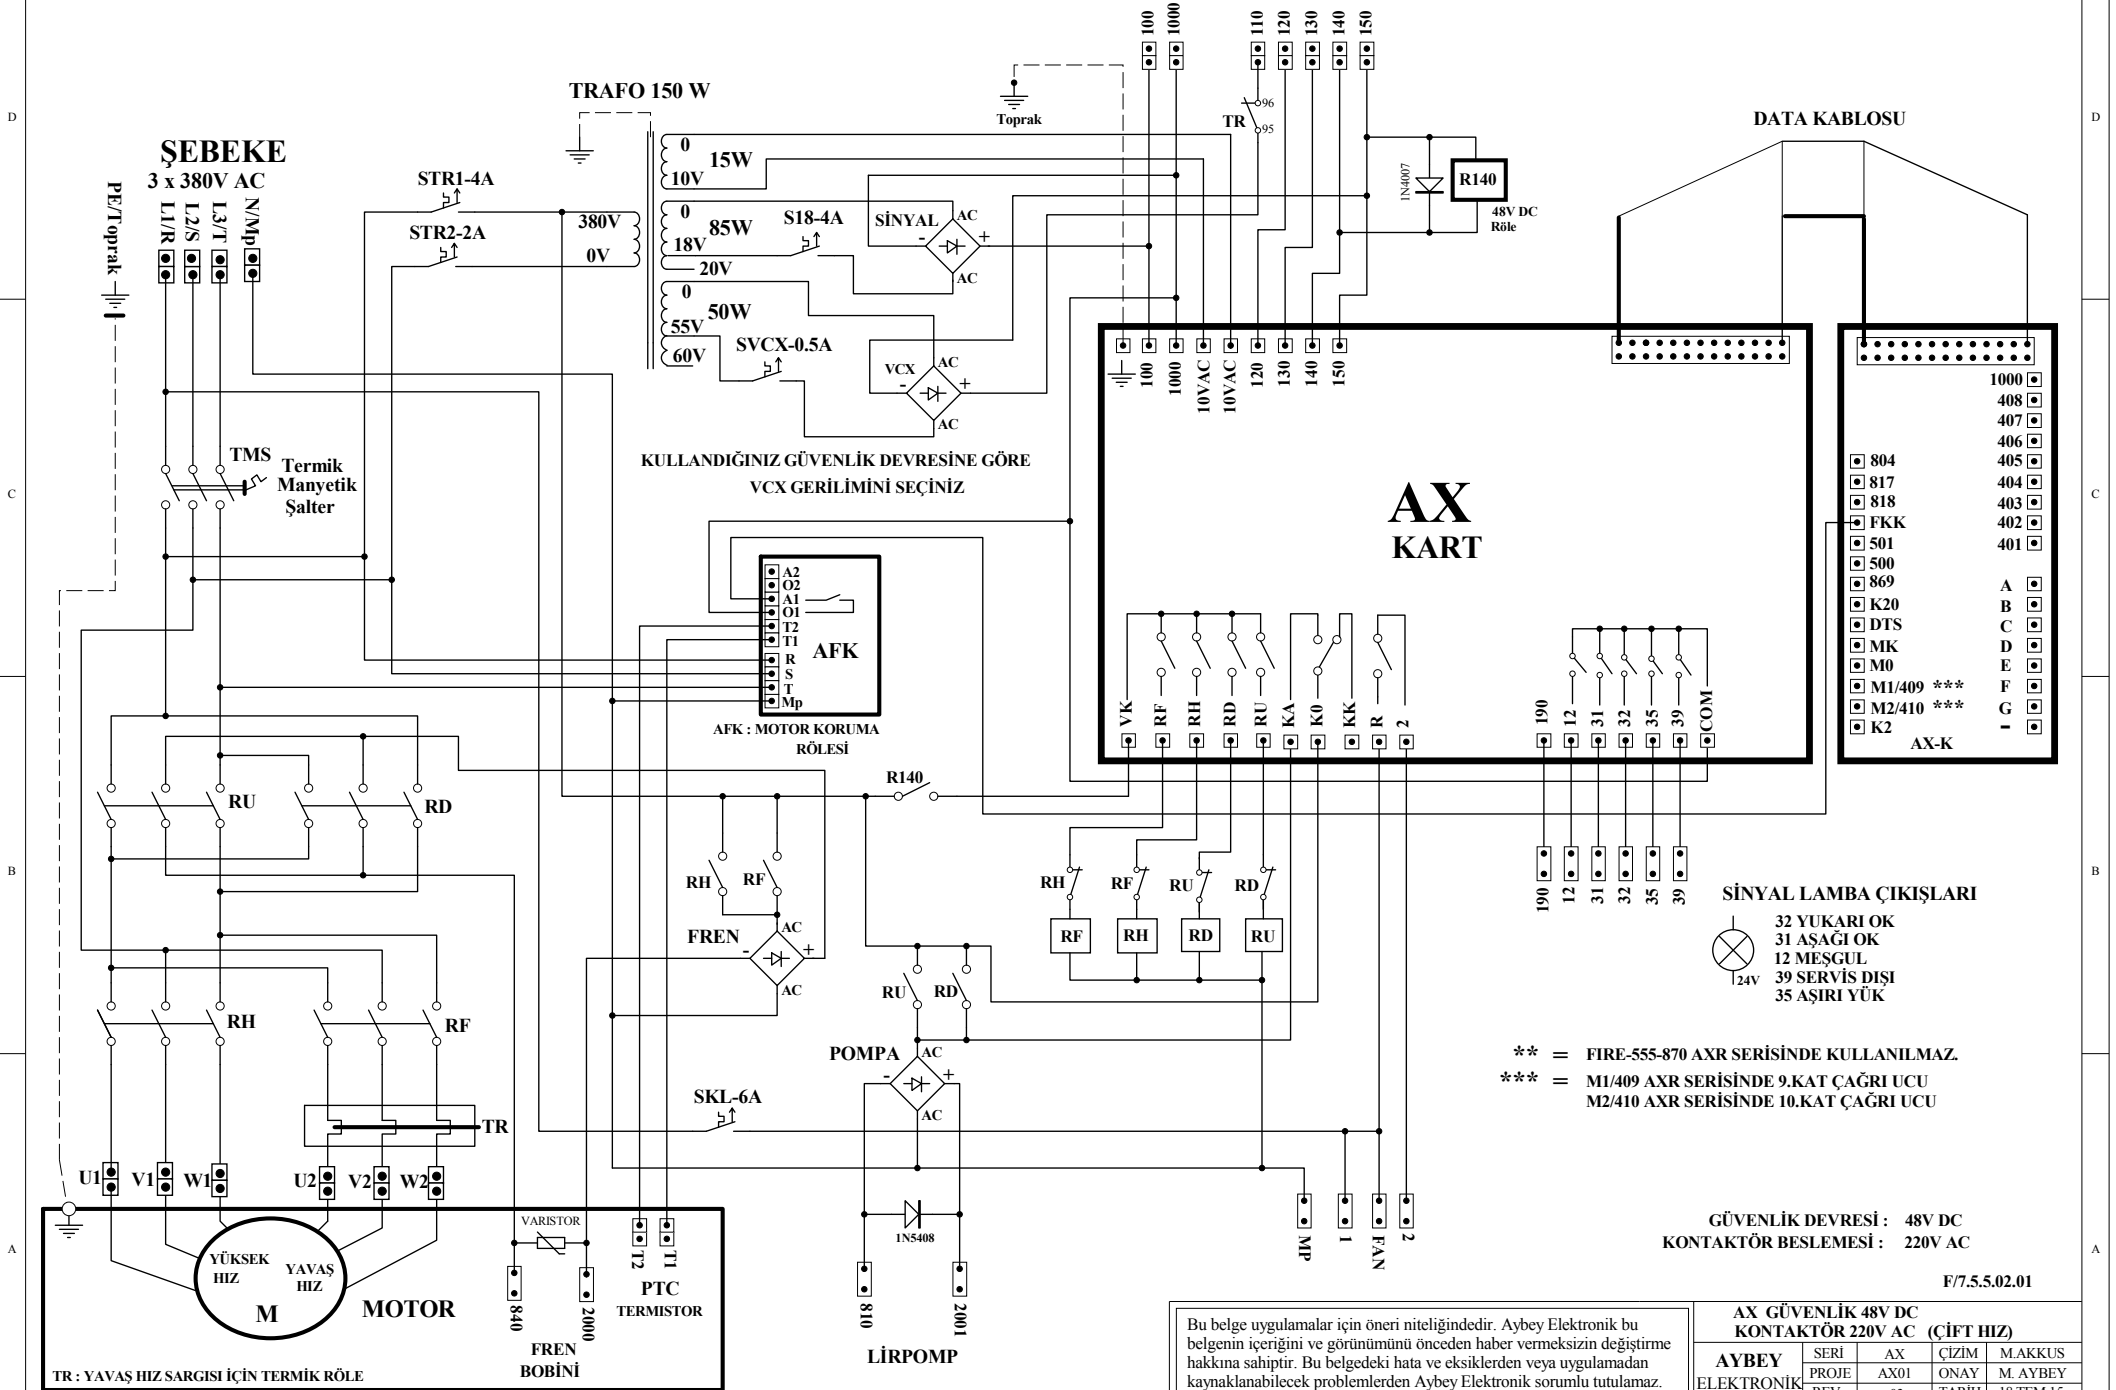 100
1000
110
120
130
140
150
D
D
TRAFO 150 W
Toprak
TR
96
95
DATA KABLOSU
ŞEBEKE
3 x 380V AC
PE/Toprak
L1/R
L2/S
L3/T
N/Mp
STR1-4A
STR2-2A
380V
0V
0
15W
10V
0
85W
18V
20V
0
50W
55V
60V
S18-4A
SİNYAL
AC
-
+
AC
SVCX-0.5A
VCX
AC
-
+
AC
1N4007
R140
48V DC
Röle
100
1000
10VAC
10VAC
120
130
140
150
KULLANDIĞINIZ GÜVENLİK DEVRESİNE GÖRE
VCX GERİLİMİNİ SEÇİNİZ
TMS
Termik
Manyetik
Şalter
C
C
AX
KART
1000
408
407
406
405
404
403
402
401
A
B
C
D
E
F
G
-
804
817
818
FKK
501
500
869
K20
DTS
MK
M0
M1/409 ***
M2/410 ***
K2
AX-K
A2
O2
A1
O1
T2
T1
R
S
T
Mp
AFK
AFK : MOTOR KORUMA
RÖLESİ
VK
RF
RH
RD
RU
KA
K0
KK
R
2
190
12
31
32
35
39
COM
R140
RU
RD
B
B
RH
RF
FREN
AC
-
+
AC
RH
RF
RU
RD
RF
RH
RD
RU
190
12
31
32
35
39
SİNYAL LAMBA ÇIKIŞLARI
32 YUKARI OK
31 AŞAĞI OK
12 MEŞGUL
39 SERVİS DIŞI
35 AŞIRI YÜK
24V
RU
RD
RH
RF
POMPA
AC
-
+
AC
** = FIRE-555-870 AXR SERİSİNDE KULLANILMAZ.
*** = M1/409 AXR SERİSİNDE 9.KAT ÇAĞRI UCU
M2/410 AXR SERİSİNDE 10.KAT ÇAĞRI UCU
SKL-6A
TR
U1
V1
W1
U2
V2
W2
VARISTOR
T2
T1
PTC
TERMISTOR
1N5408
MP
1
FAN
2
GÜVENLİK DEVRESİ : 48V DC
KONTAKTÖR BESLEMESİ : 220V AC
A
A
YÜKSEK
HIZ
YAVAŞ
HIZ
M
MOTOR
840
2000
FREN
BOBİNİ
810
2001
LİRPOMP
F/7.5.5.02.01
TR : YAVAŞ HIZ SARGISI İÇİN TERMİK RÖLE
Bu belge uygulamalar için öneri niteliğindedir. Aybey Elektronik bu
belgenin içeriğini ve görünümünü önceden haber vermeksizin değiştirme
hakkına sahiptir. Bu belgedeki hata ve eksiklerden veya uygulamadan
kaynaklanabilecek problemlerden Aybey Elektronik sorumlu tutulamaz.
AX GÜVENLİK 48V DC
KONTAKTÖR 220V AC (ÇİFT HIZ)
AYBEY
ELEKTRONİK
SERİ AX ÇİZİM M.AKKUS
PROJE AX01 ONAY M. AYBEY